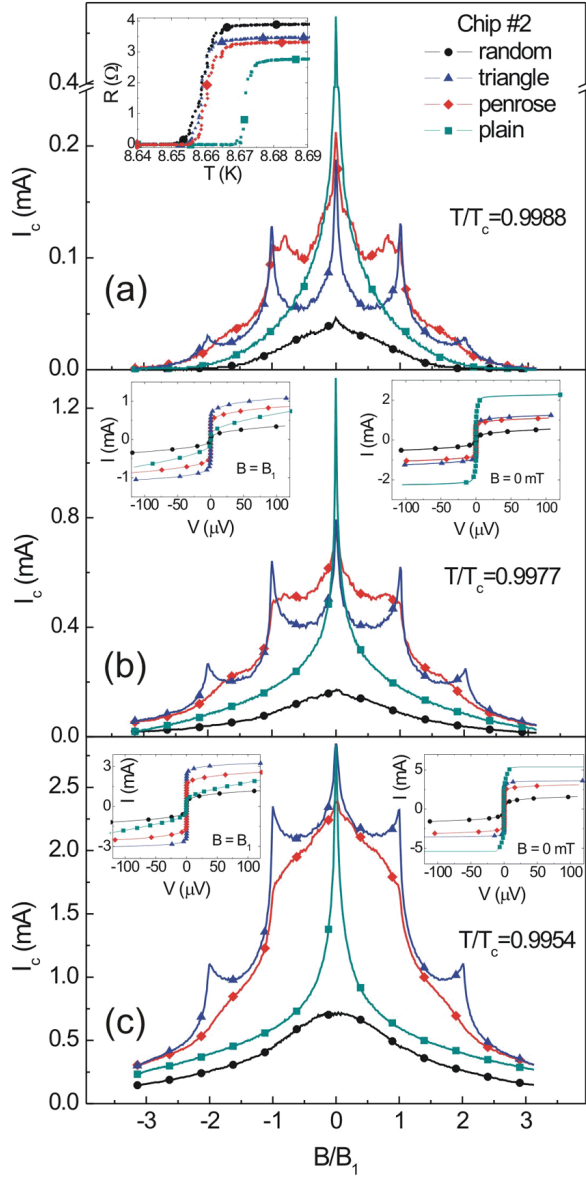 Chip #2
random
triangle
penrose
plain
I_c (mA)
0.4
0.2
0.1
0.0
R (Ω)
4
3
2
1
0
8.64 8.65 8.66 8.67 8.68 8.69
T (K)
T/T_c=0.9988
(a)
I_c (mA)
1.2
0.8
0.4
0.0
I (mA)
1
0
-1
-100 -50 0 50 100
V (μV)
B = B_1
I (mA)
2
0
-2
-100 -50 0 50 100
V (μV)
B = 0 mT
T/T_c=0.9977
(b)
I_c (mA)
2.5
2.0
1.5
1.0
0.5
0.0
I (mA)
3
0
-3
-100 -50 0 50 100
V (μV)
B = B_1
I (mA)
5
0
-5
-100 -50 0 50 100
V (μV)
B = 0 mT
T/T_c=0.9954
(c)
-3 -2 -1 0 1 2 3
B/B_1